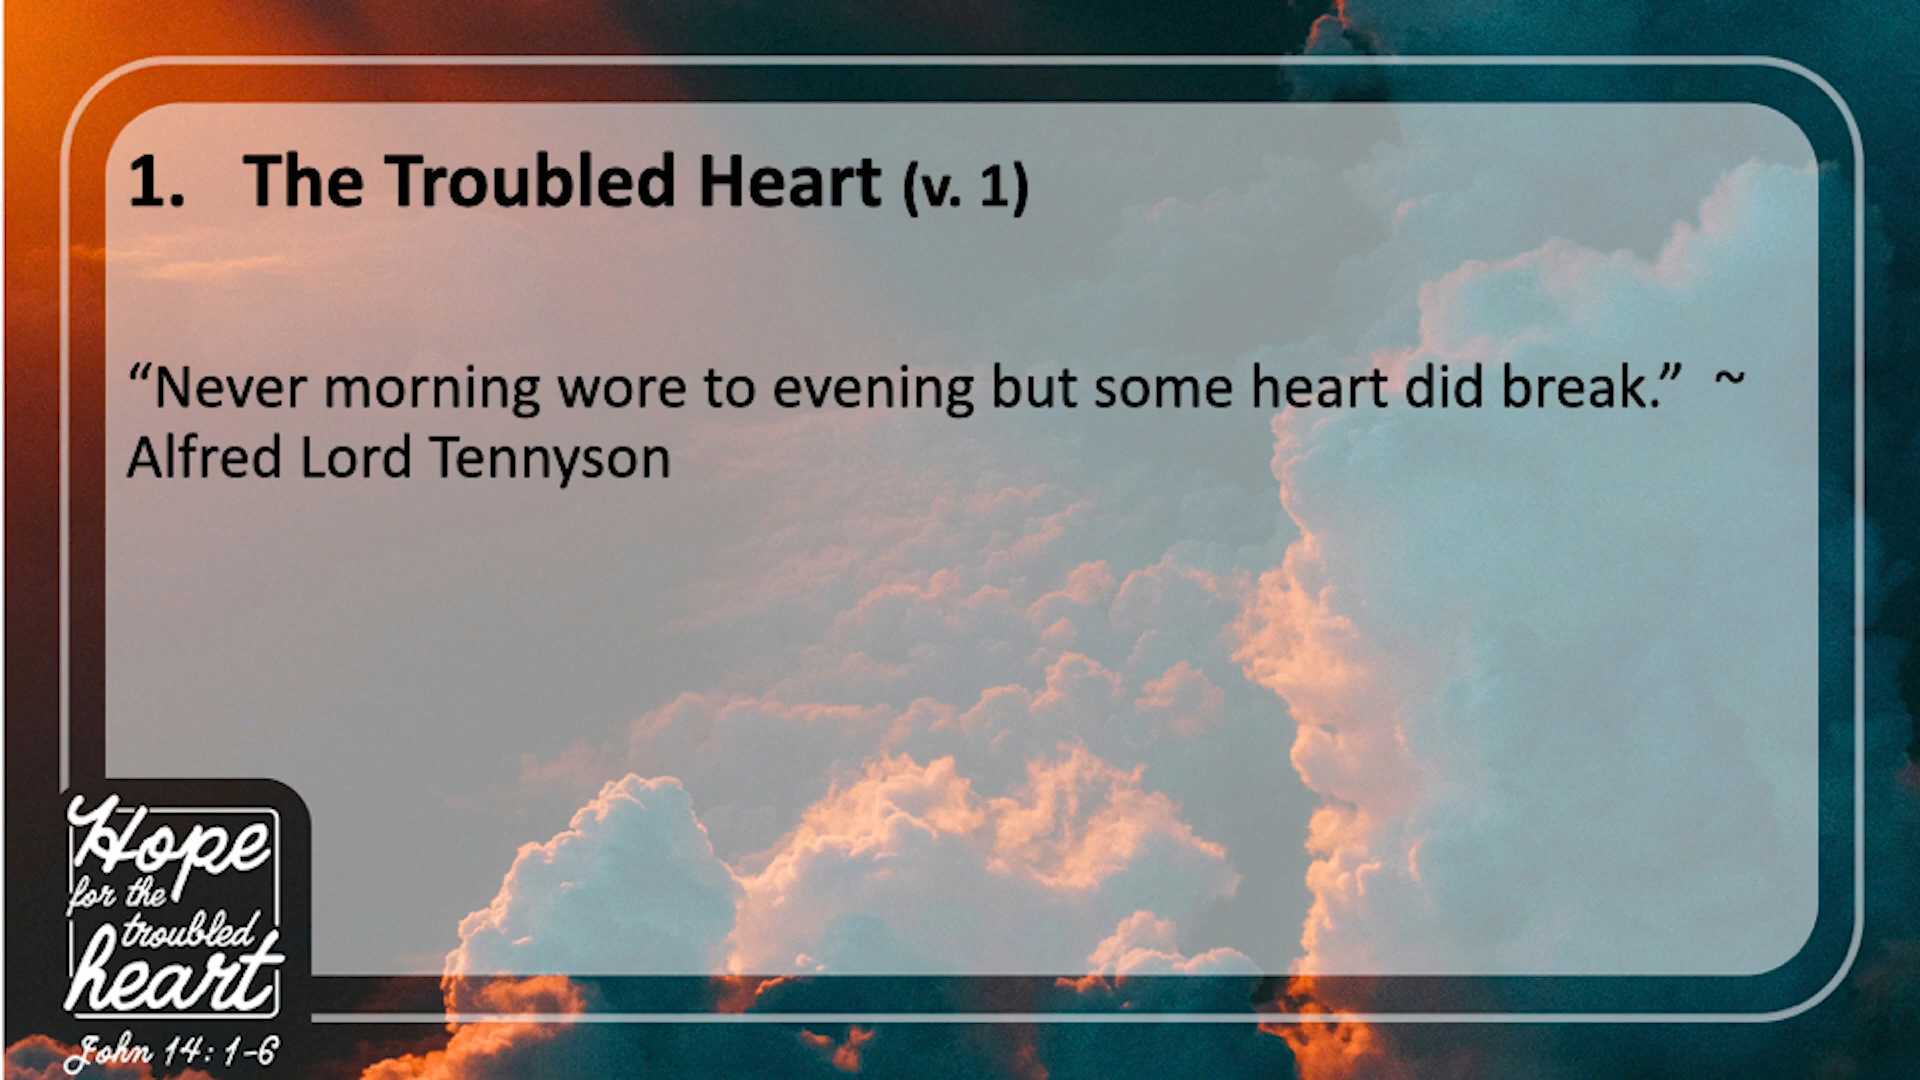 1. The Troubled Heart (v. 1)
“Never morning wore to evening but some heart did break.” ~
Alfred Lord Tennyson
Hope
for the
troubled
heart
John 14: 1-6